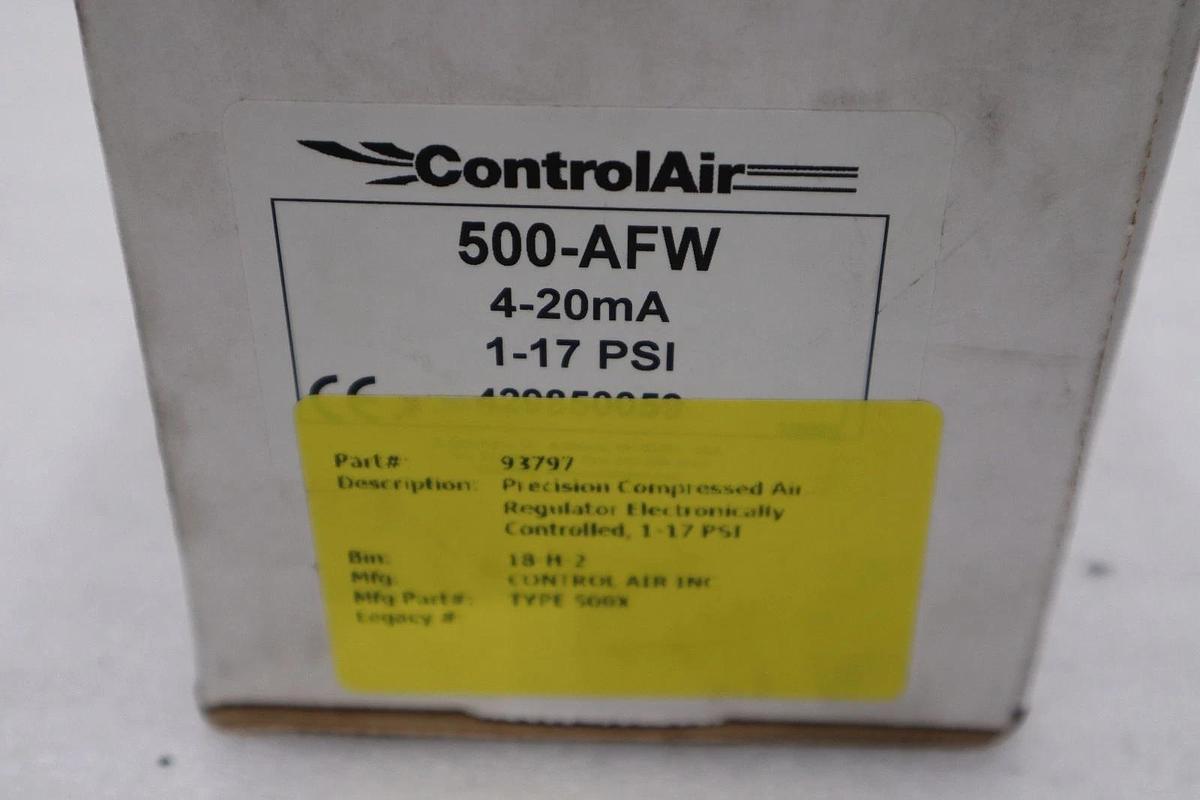 ControlAir
500-AFW
4-20mA
1-17 PSI
CE
Part#: 93797
Description: Precision Compressed Air
Regulator Electronically
Controlled, 1-17 PSI
Bin: 18-H-2
Mfg: CONTROL AIR INC
Mfg Part#: TYPE 500X
Legacy #: